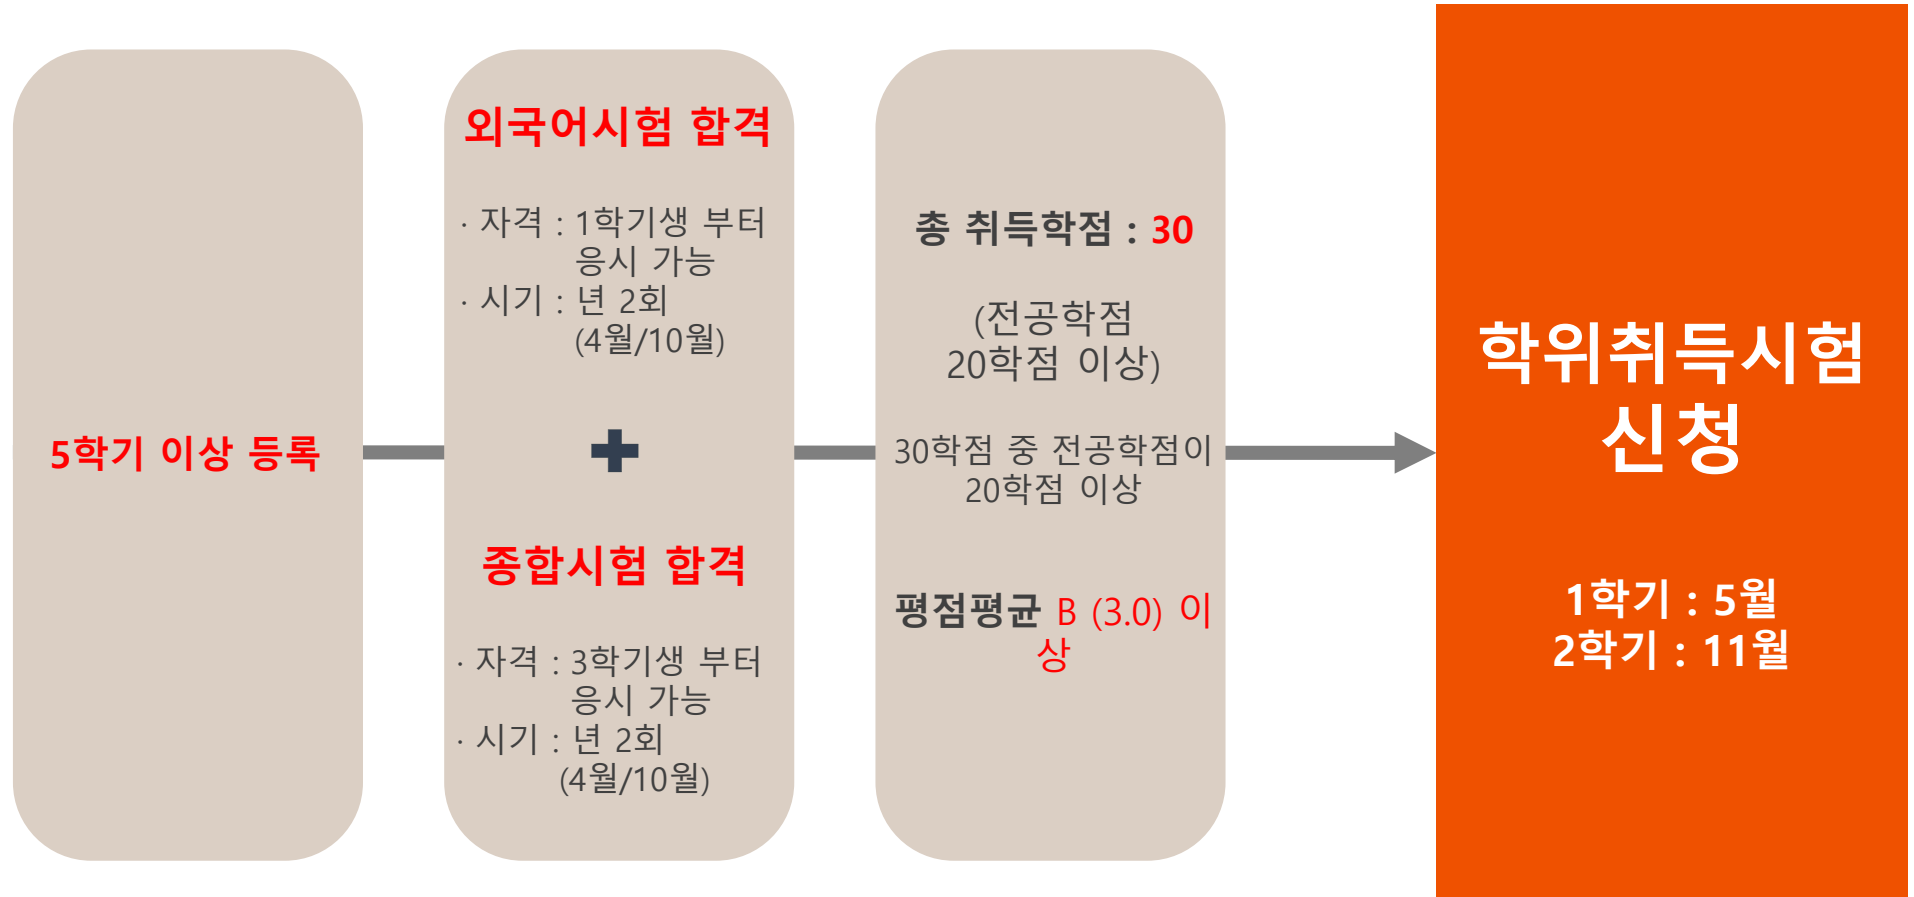 5학기 이상 등록
외국어시험 합격
· 자격 : 1학기생 부터
응시 가능
· 시기 : 년 2회
(4월/10월)
종합시험 합격
· 자격 : 3학기생 부터
응시 가능
· 시기 : 년 2회
(4월/10월)
총 취득학점 : 30
(전공학점
20학점 이상)
30학점 중 전공학점이
20학점 이상
평점평균 B (3.0) 이
상
학위취득시험
신청
1학기 : 5월
2학기 : 11월